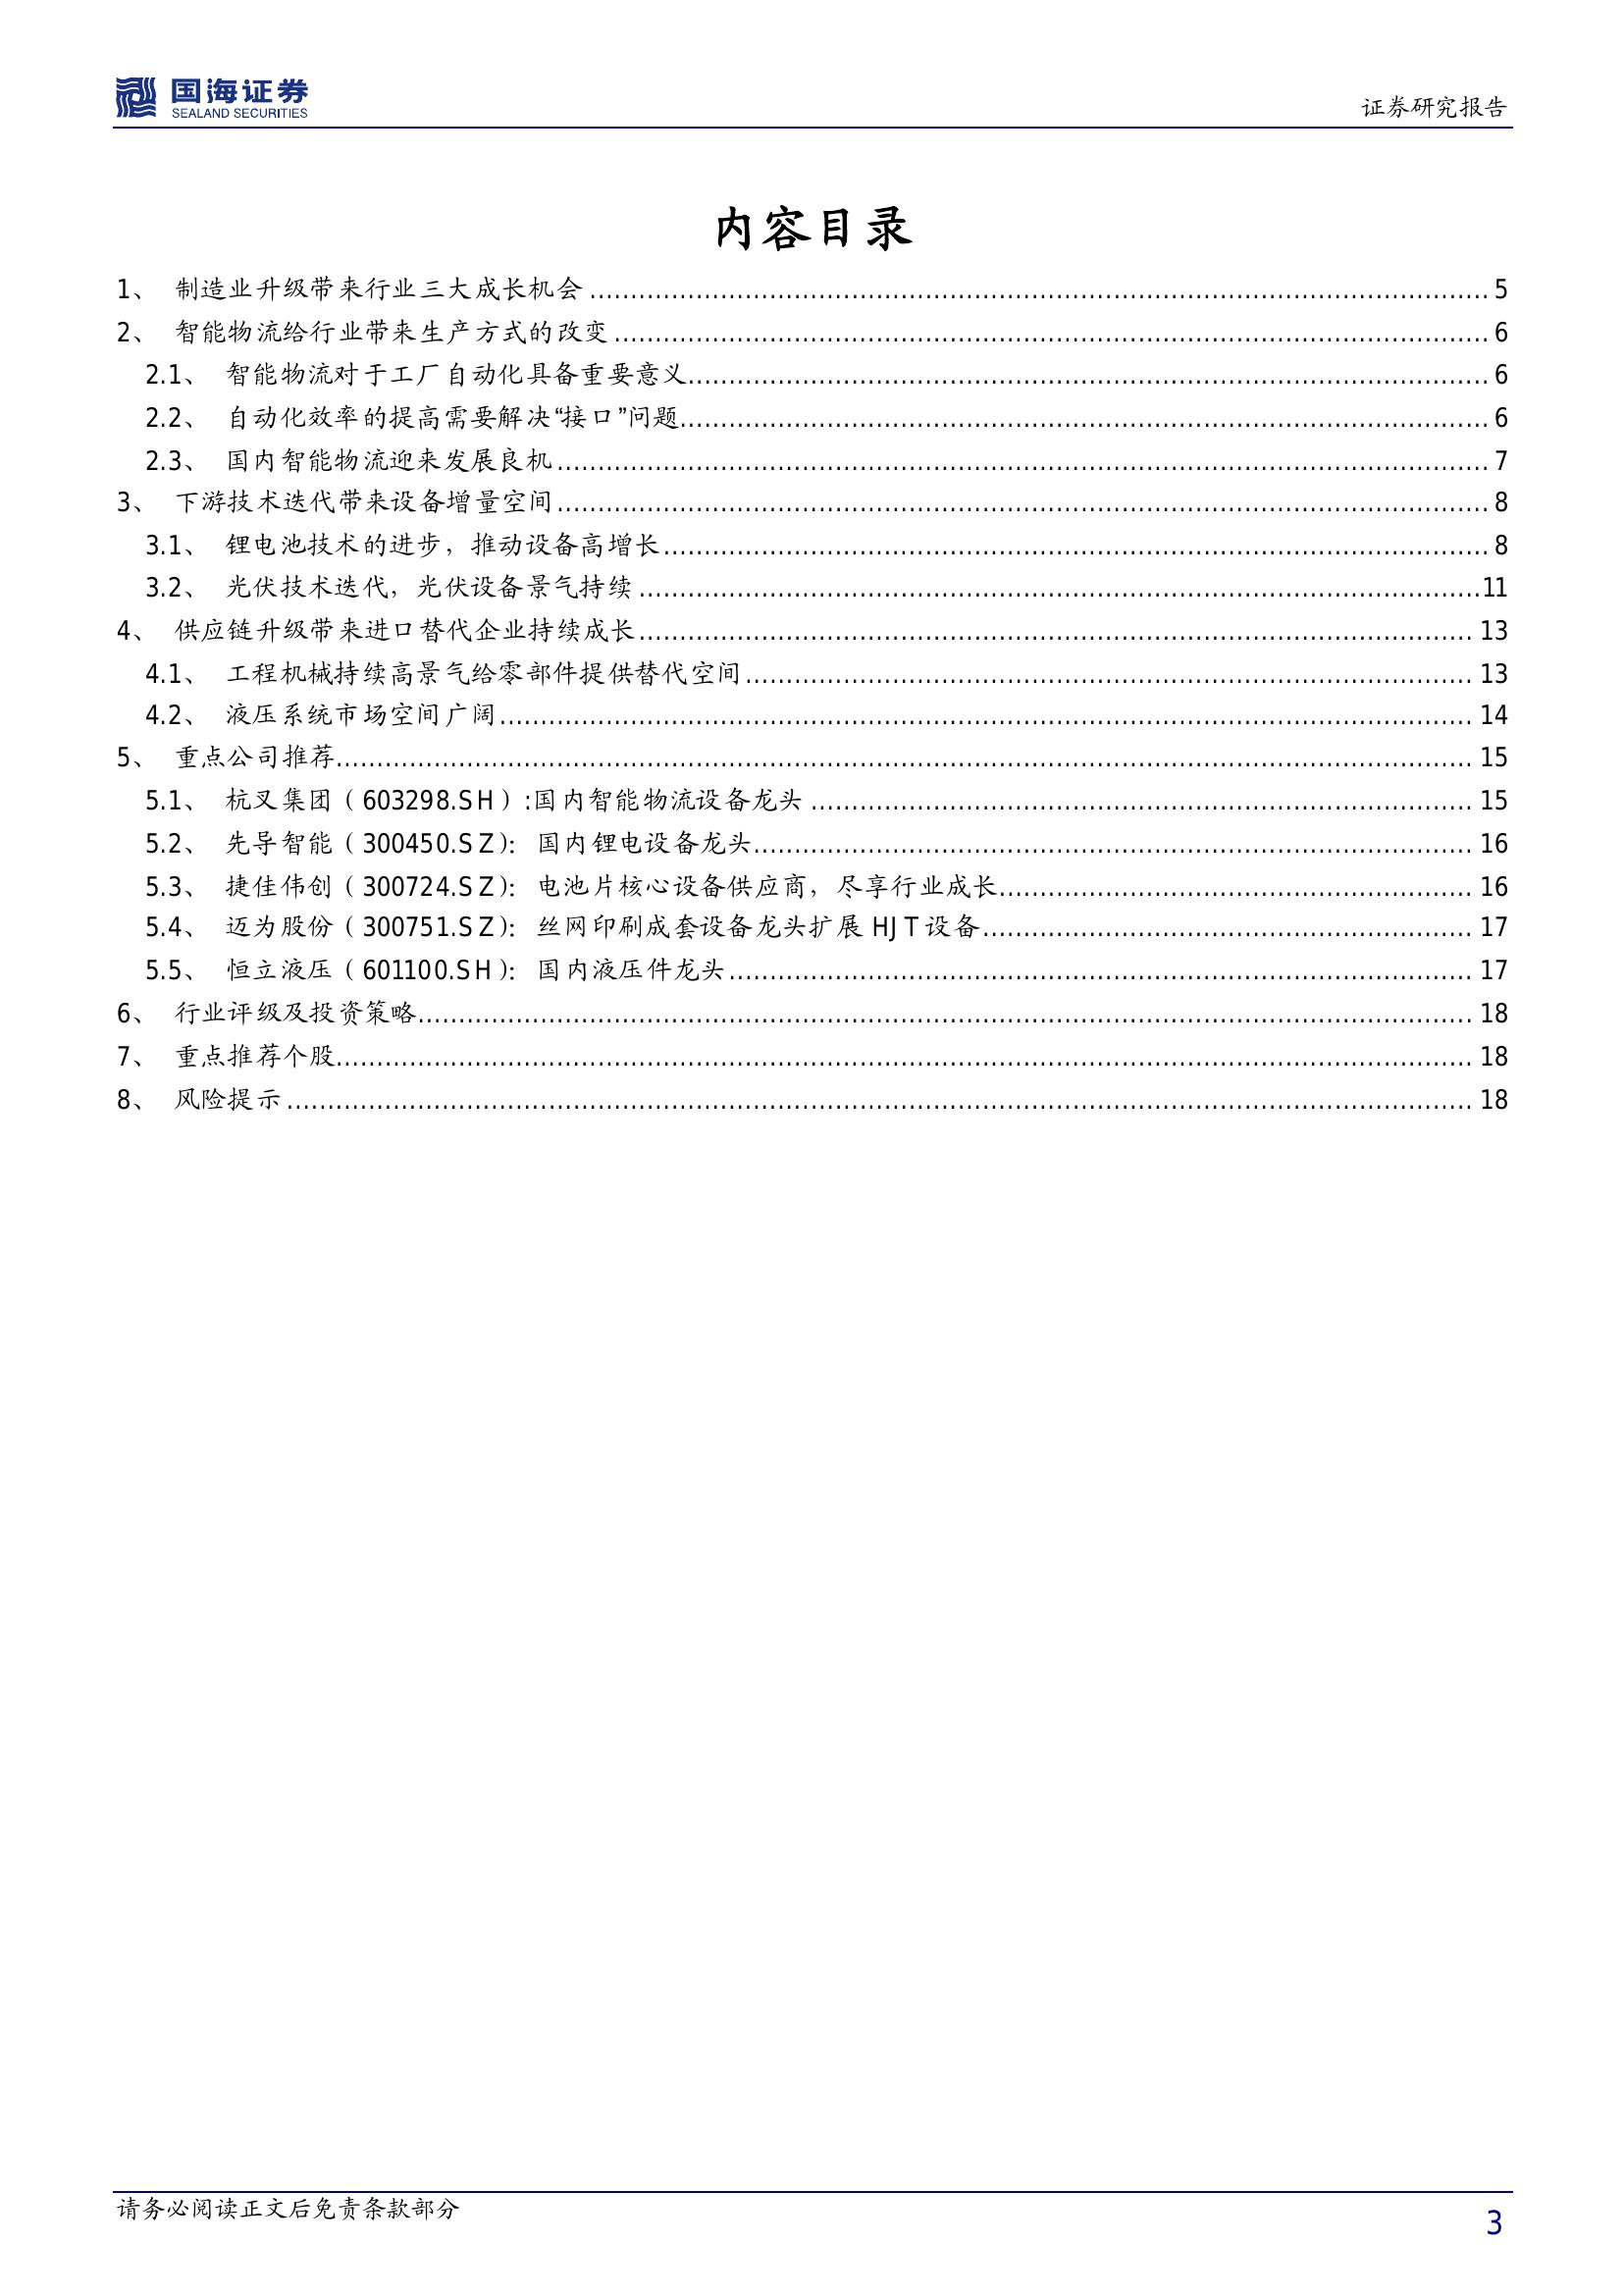 国海证券
SEALAND SECURITIES
证券研究报告
内容目录
1、 制造业升级带来行业三大成长机会 5
2、 智能物流给行业带来生产方式的改变 6
2.1、 智能物流对于工厂自动化具备重要意义 6
2.2、 自动化效率的提高需要解决“接口”问题 6
2.3、 国内智能物流迎来发展良机 7
3、 下游技术迭代带来设备增量空间 8
3.1、 锂电池技术的进步，推动设备高增长 8
3.2、 光伏技术迭代，光伏设备景气持续 11
4、 供应链升级带来进口替代企业持续成长 13
4.1、 工程机械持续高景气给零部件提供替代空间 13
4.2、 液压系统市场空间广阔 14
5、 重点公司推荐 15
5.1、 杭叉集团（603298.SH）:国内智能物流设备龙头 15
5.2、 先导智能（300450.SZ）：国内锂电设备龙头 16
5.3、 捷佳伟创（300724.SZ）：电池片核心设备供应商，尽享行业成长 16
5.4、 迈为股份（300751.SZ）：丝网印刷成套设备龙头扩展 HJT 设备 17
5.5、 恒立液压（601100.SH）：国内液压件龙头 17
6、 行业评级及投资策略 18
7、 重点推荐个股 18
8、 风险提示 18
请务必阅读正文后免责条款部分
3